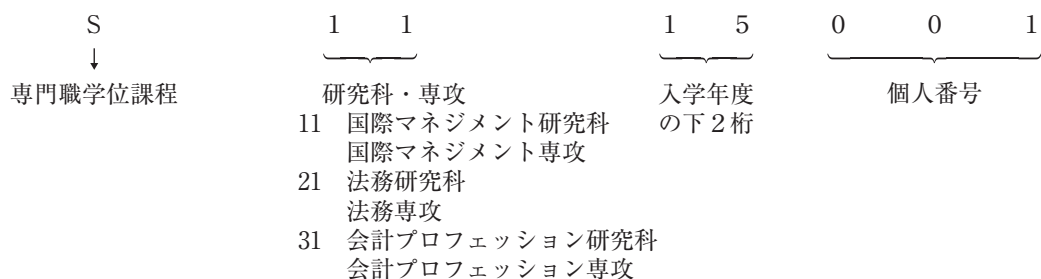 S 1 1 1 5 0 0 1
専門職学位課程 研究科・専攻 入学年度 個人番号
11 国際マネジメント研究科 の下2桁
国際マネジメント専攻
21 法務研究科
法務専攻
31 会計プロフェッション研究科
会計プロフェッション専攻